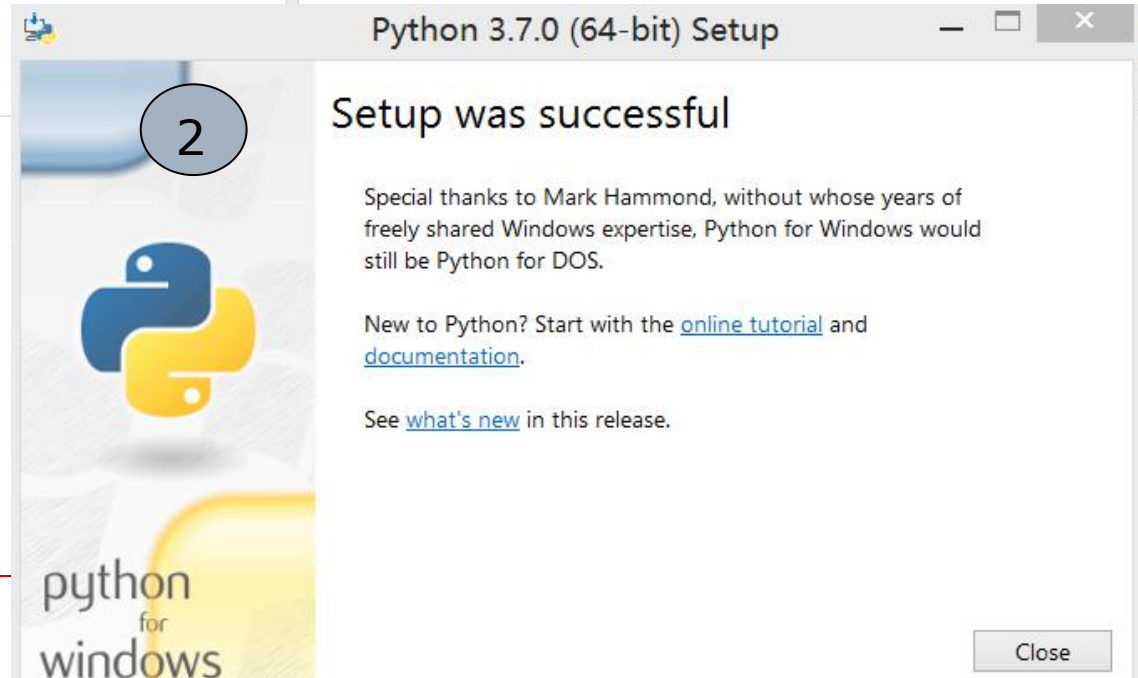 Python 3.7.0 (64-bit) Setup
2
Setup was successful
Special thanks to Mark Hammond, without whose years of
freely shared Windows expertise, Python for Windows would
still be Python for DOS.
New to Python? Start with the online tutorial and
documentation.
See what's new in this release.
python
for
windows
Close